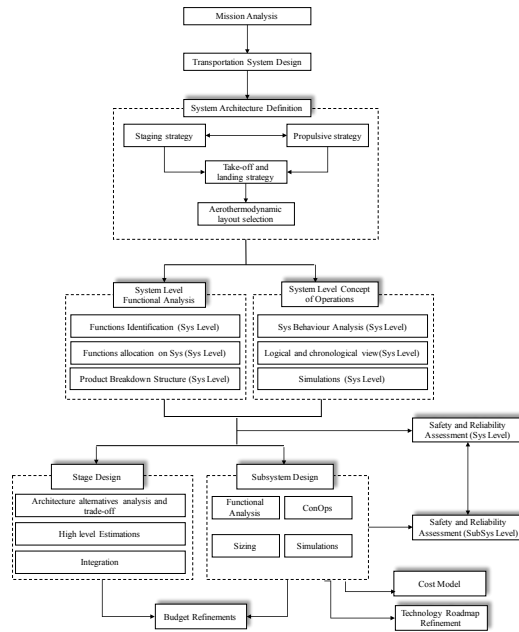 Mission Analysis
Transportation System Design
System Architecture Definition
Staging strategy
Propulsive strategy
Take-off and
landing strategy
Aerothermodynamic
layout selection
System Level
Functional Analysis
System Level Concept
of Operations
Functions Identification (Sys Level)
Sys Behaviour Analysis (Sys Level)
Functions allocation on Sys (Sys Level)
Logical and chronological view(Sys Level)
Product Breakdown Structure (Sys Level)
Simulations (Sys Level)
Safety and Reliability
Assessment (Sys Level)
Stage Design
Subsystem Design
Architecture alternatives analysis and
trade-off
Functional
Analysis
ConOps
High level Estimations
Safety and Reliability
Assessment (SubSys Level)
Sizing
Simulations
Integration
Cost Model
Budget Refinements
Technology Roadmap
Refinement